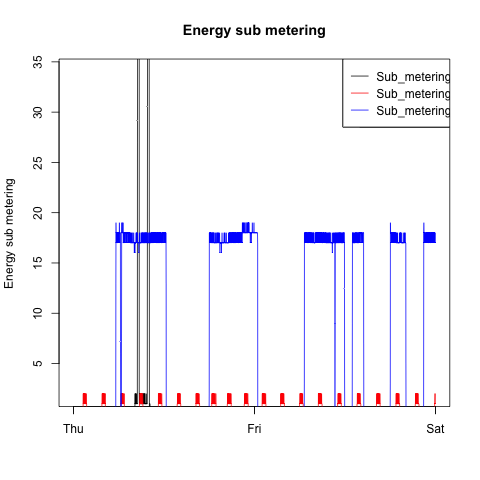 Energy sub metering
Sub_metering
Sub_metering
Sub_metering
Energy sub metering
35
30
25
20
15
10
5
Thu Fri Sat